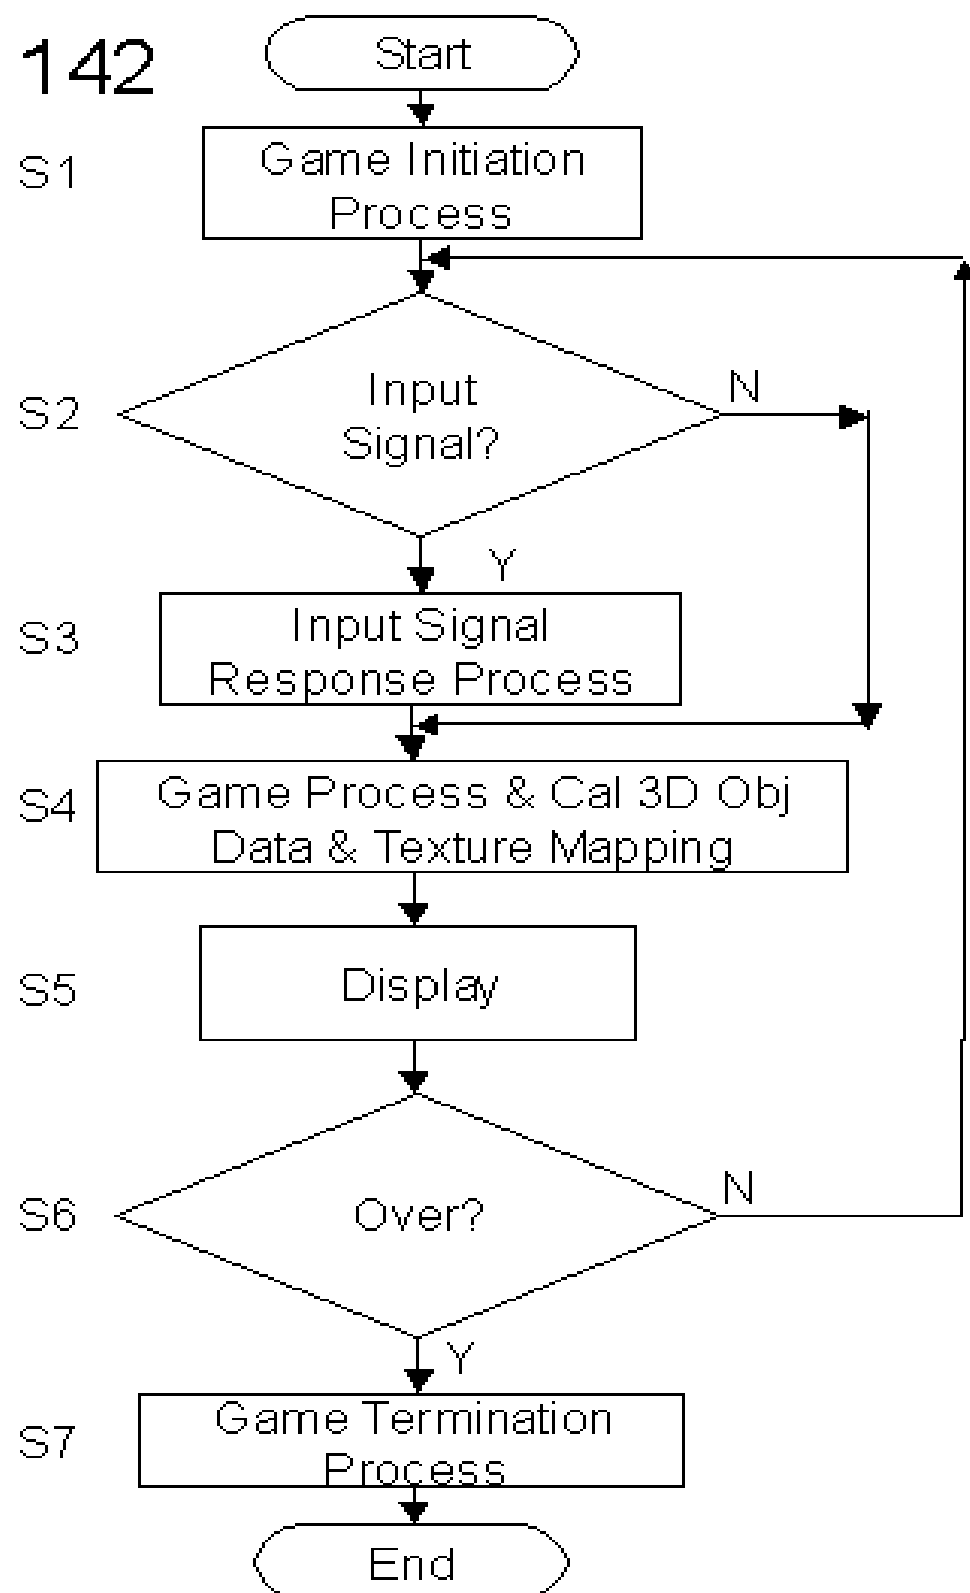 142
Start
S1
Game Initiation
Process
S2
Input
Signal?
N
Y
S3
Input Signal
Response Process
S4
Game Process & Cal 3D Obj
Data & Texture Mapping
S5
Display
S6
Over?
N
Y
S7
Game Termination
Process
End